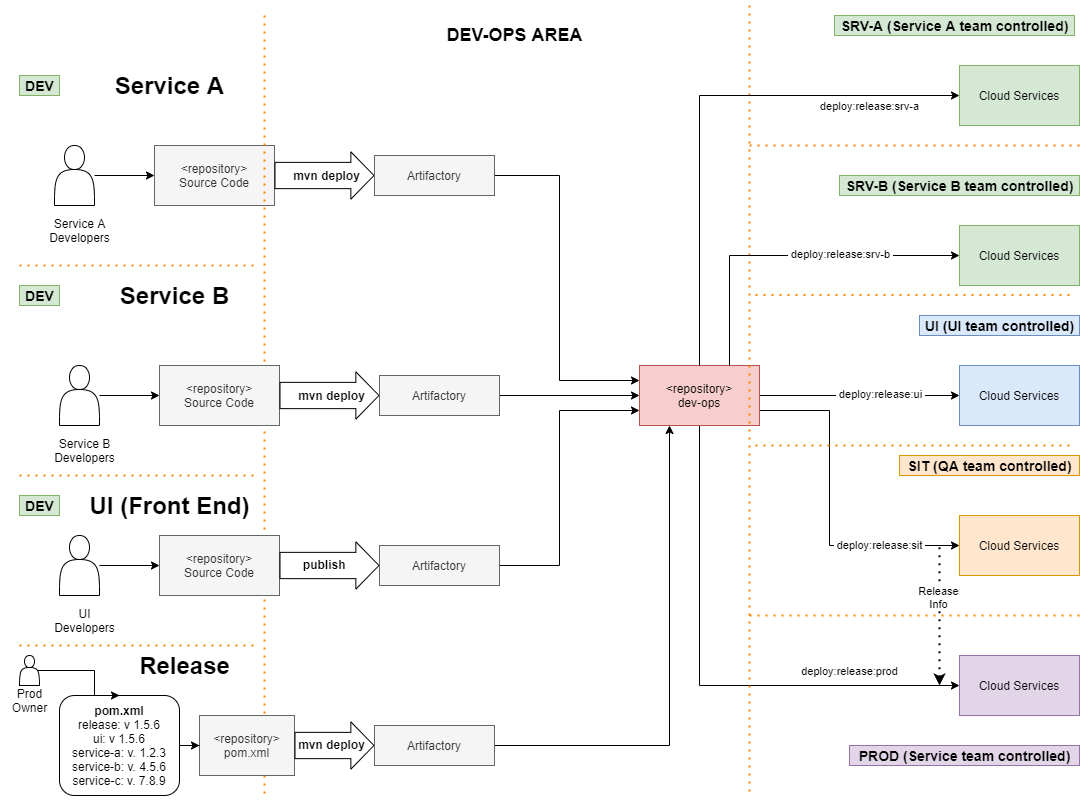 DEV-OPS AREA
SRV-A (Service A team controlled)
DEV
Service A
Cloud Services
deploy:release:srv-a
<repository>
Source Code
mvn deploy
Artifactory
SRV-B (Service B team controlled)
Service A
Developers
deploy:release:srv-b
Cloud Services
DEV
Service B
UI (UI team controlled)
<repository>
Source Code
mvn deploy
Artifactory
<repository>
dev-ops
deploy:release:ui
Cloud Services
Service B
Developers
SIT (QA team controlled)
DEV
UI (Front End)
<repository>
Source Code
publish
Artifactory
deploy:release:sit
Cloud Services
Release
Info
UI
Developers
Release
Prod
Owner
deploy:release:prod
Cloud Services
pom.xml
release: v 1.5.6
ui: v 1.5.6
service-a: v. 1.2.3
service-b: v. 4.5.6
service-c: v. 7.8.9
<repository>
pom.xml
mvn deploy
Artifactory
PROD (Service team controlled)